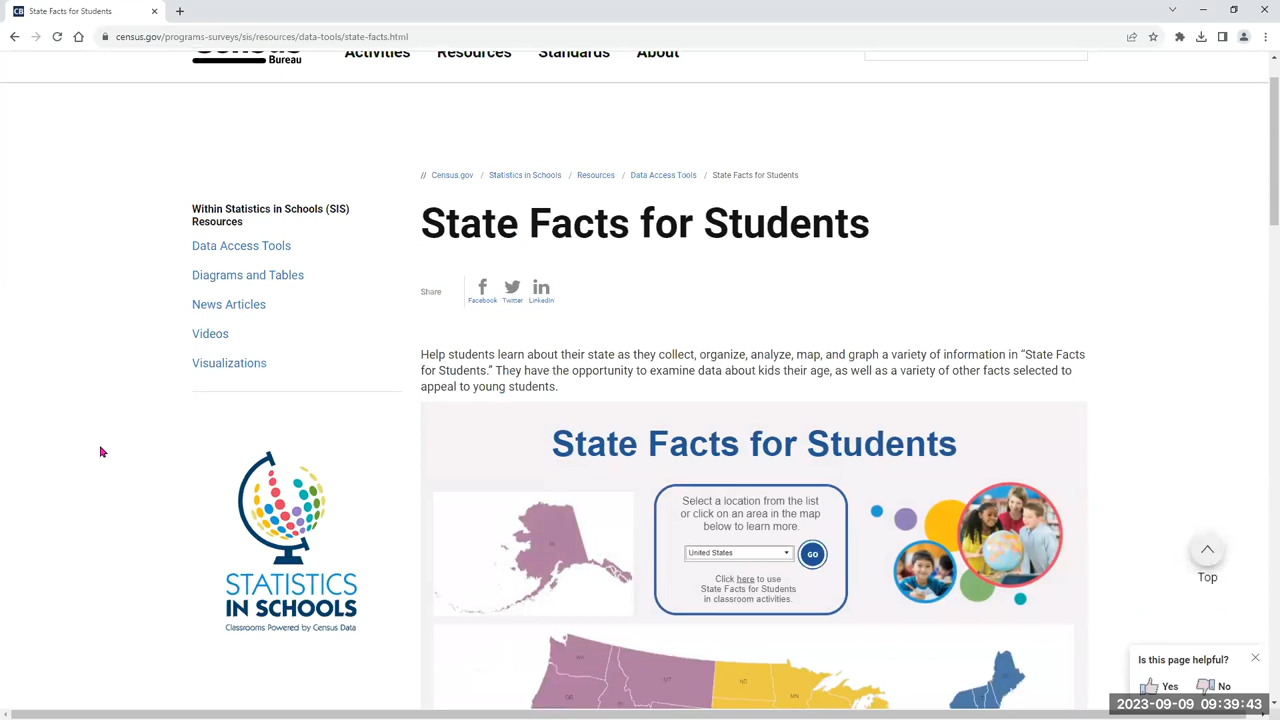 State Facts for Students
census.gov/programs-surveys/sis/resources/data-tools/state-facts.html
Bureau
Activities
Resources
Standards
About
// Census.gov / Statistics in Schools / Resources / Data Access Tools / State Facts for Students
Within Statistics in Schools (SIS)
Resources
Data Access Tools
Diagrams and Tables
News Articles
Videos
Visualizations
STATISTICS
IN SCHOOLS
Classrooms Powered by Census Data
State Facts for Students
Share
Facebook
Twitter
LinkedIn
Help students learn about their state as they collect, organize, analyze, map, and graph a variety of information in “State Facts
for Students.” They have the opportunity to examine data about kids their age, as well as a variety of other facts selected to
appeal to young students.
State Facts for Students
Select a location from the list
or click on an area in the map
below to learn more.
United States
GO
Click here to use
State Facts for Students
in classroom activities.
WA
MT
ND
MN
OR
Top
Is this page helpful?
Yes
No
2023-09-09 09:39:43